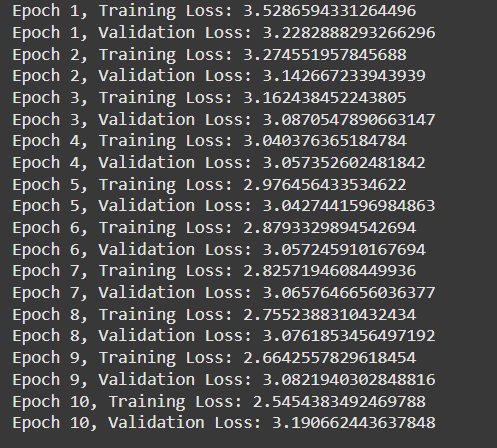 Epoch 1, Training Loss: 3.5286594331264496
Epoch 1, Validation Loss: 3.2282888293266296
Epoch 2, Training Loss: 3.274551957845688
Epoch 2, Validation Loss: 3.142667233943939
Epoch 3, Training Loss: 3.162438452243805
Epoch 3, Validation Loss: 3.0870547890663147
Epoch 4, Training Loss: 3.040376365184784
Epoch 4, Validation Loss: 3.057352602481842
Epoch 5, Training Loss: 2.976456433534622
Epoch 5, Validation Loss: 3.0427441596984863
Epoch 6, Training Loss: 2.8793329894542694
Epoch 6, Validation Loss: 3.057245910167694
Epoch 7, Training Loss: 2.8257194608449936
Epoch 7, Validation Loss: 3.0657646656036377
Epoch 8, Training Loss: 2.7552388310432434
Epoch 8, Validation Loss: 3.0761853456497192
Epoch 9, Training Loss: 2.6642557829618454
Epoch 9, Validation Loss: 3.0821940302848816
Epoch 10, Training Loss: 2.5454383492469788
Epoch 10, Validation Loss: 3.190662443637848